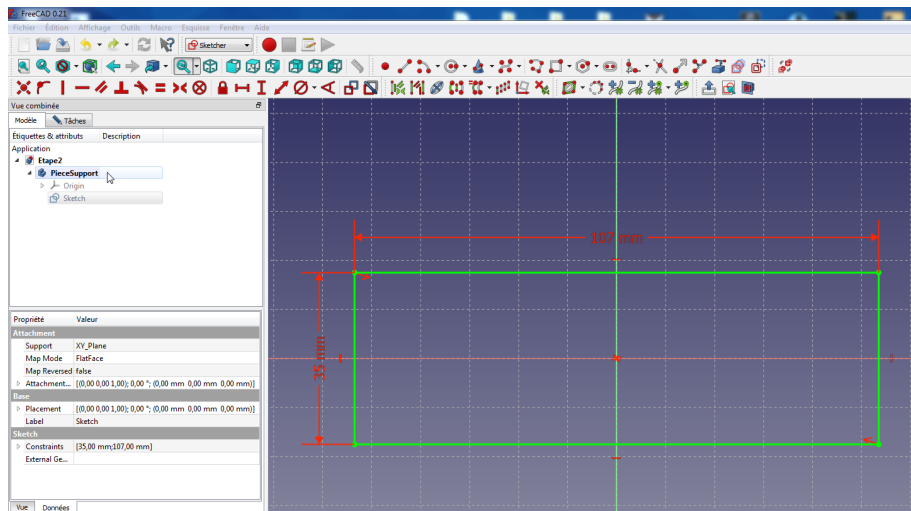 FreeCAD 0.21
Fichier Édition Affichage Outils Macro Esquisse Fenêtre Aide
Sketcher
Vue combinée
Modèle Tâches
Étiquettes & attributs Description
Application
Etape2
PieceSupport
Origin
Sketch
107 mm
35 mm
Propriété Valeur
Attachment
Support XY_Plane
Map Mode FlatFace
Map Reversed false
Attachment... [(0,00 0,00 1,00); 0,00 °; (0,00 mm 0,00 mm 0,00 mm)]
Base
Placement [(0,00 0,00 1,00); 0,00 °; (0,00 mm 0,00 mm 0,00 mm)]
Label Sketch
Sketch
Constraints [35,00 mm;107,00 mm]
External Ge...
Vue Données